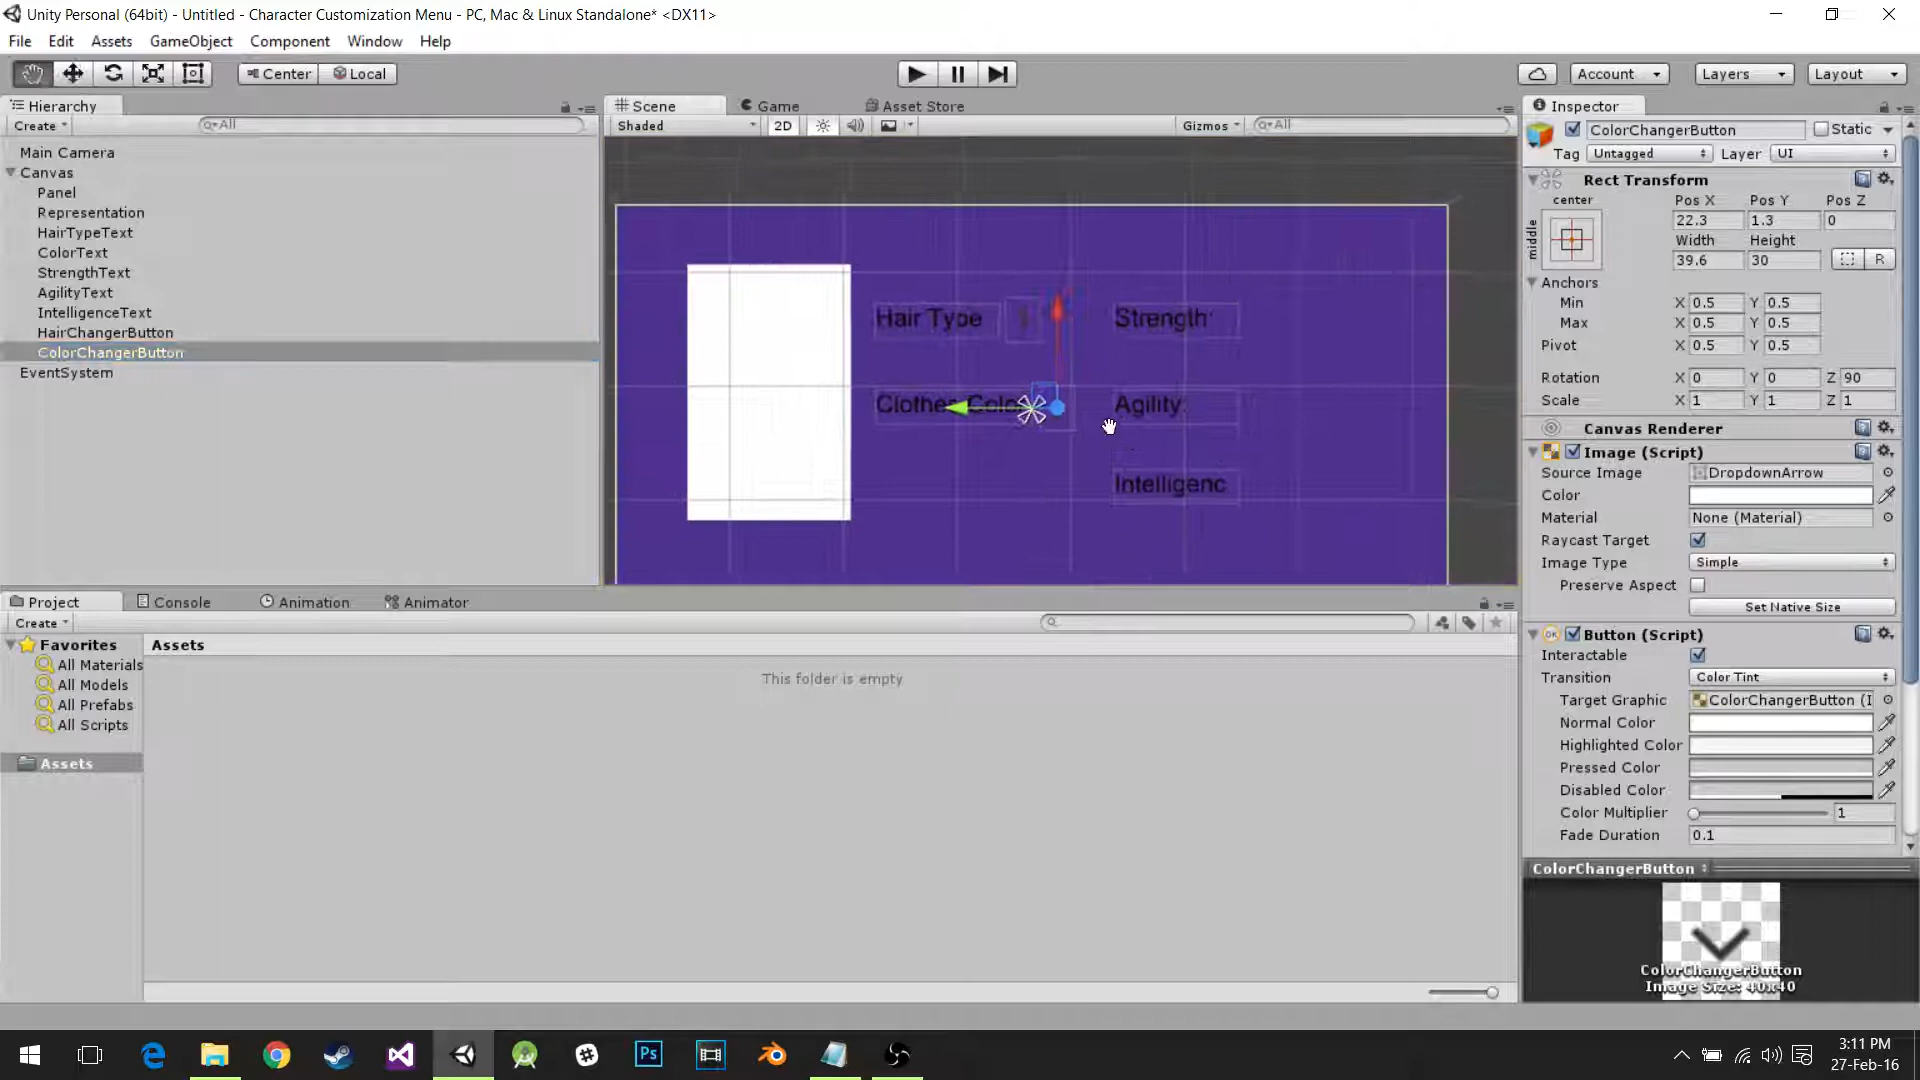 Unity Personal (64bit) - Untitled - Character Customization Menu - PC, Mac & Linux Standalone* <DX11>
File Edit Assets GameObject Component Window Help
Center Local Account Layers Layout
Hierarchy
Create All
Main Camera
Canvas
Panel
Representation
HairTypeText
ColorText
StrengthText
AgilityText
IntelligenceText
HairChangerButton
ColorChangerButton
EventSystem
Scene Game Asset Store
Shaded 2D Gizmos All
Hair Type Strength:
Clothes Color Agility:
Intelligenc
Inspector
ColorChangerButton Static
Tag Untagged Layer UI
Rect Transform
center
middle
Pos X Pos Y Pos Z
22.3 1.3 0
Width Height
39.6 30 R
Anchors
Min X 0.5 Y 0.5
Max X 0.5 Y 0.5
Pivot X 0.5 Y 0.5
Rotation X 0 Y 0 Z 90
Scale X 1 Y 1 Z 1
Canvas Renderer
Image (Script)
Source Image DropdownArrow
Color
Material None (Material)
Raycast Target
Image Type Simple
Preserve Aspect
Set Native Size
Button (Script)
Interactable
Transition Color Tint
Target Graphic ColorChangerButton (I
Normal Color
Highlighted Color
Pressed Color
Disabled Color
Color Multiplier 1
Fade Duration 0.1
ColorChangerButton
ColorChangerButton
Image Size: 40x40
Project Console Animation Animator
Create
Favorites
All Materials
All Models
All Prefabs
All Scripts
Assets
Assets
This folder is empty
Ps
3:11 PM
27-Feb-16